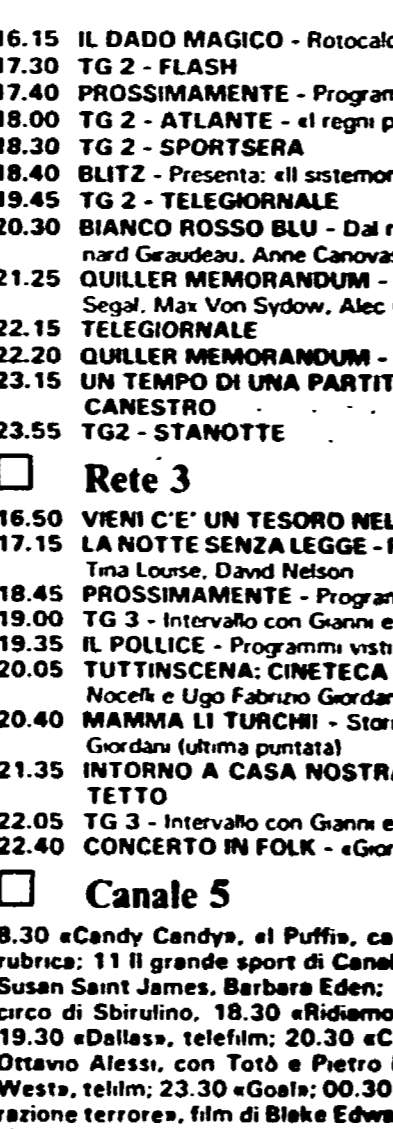 16.15 IL DADO MAGICO - Rotocalc
17.30 TG 2 - FLASH
17.40 PROSSIMAMENTE - Program
18.00 TG 2 - ATLANTE - «I regni p
18.30 TG 2 - SPORTSERA
18.40 BLITZ - Presenta: «Il sistemon
19.45 TG 2 - TELEGIORNALE
20.30 BIANCO ROSSO BLU - Dal r
nard Giraudeau. Anne Canovas
21.25 QUILLER MEMORANDUM -
Segal. Max Von Sydow, Alec
22.15 TELEGIORNALE
22.20 QUILLER MEMORANDUM -
23.15 UN TEMPO DI UNA PARTIT
CANESTRO
23.55 TG2 - STANOTTE
Rete 3
16.50 VIENI C'E' UN TESORO NEL
17.15 LA NOTTE SENZA LEGGE -
Tina Louise, David Nelson
18.45 PROSSIMAMENTE - Program
19.00 TG 3 - Intervallo con Gianni e
19.35 IL POLLICE - Programmi visti
20.05 TUTTINSCENA: CINETECA
Nocelli e Ugo Fabrizio Giordan
20.40 MAMMA LI TURCHI! - Stor
Giordani (ultima puntata)
21.35 INTORNO A CASA NOSTRA
TETTO
22.05 TG 3 - Intervallo con Gianni e
22.40 CONCERTO IN FOLK - «Gior
Canale 5
8.30 «Candy Candy», «I Puffi», ca
rubrica; 11 Il grande sport di Canal
Susan Saint James, Barbara Eden;
circo di Sbirulino, 18.30 «Ridiamo
19.30 «Dallas», telefilm; 20.30 «C
Ottavio Alessi, con Totò e Pietro
West», telilm; 23.30 «Goal»; 00.30
razione terrore», film di Blake Edwa